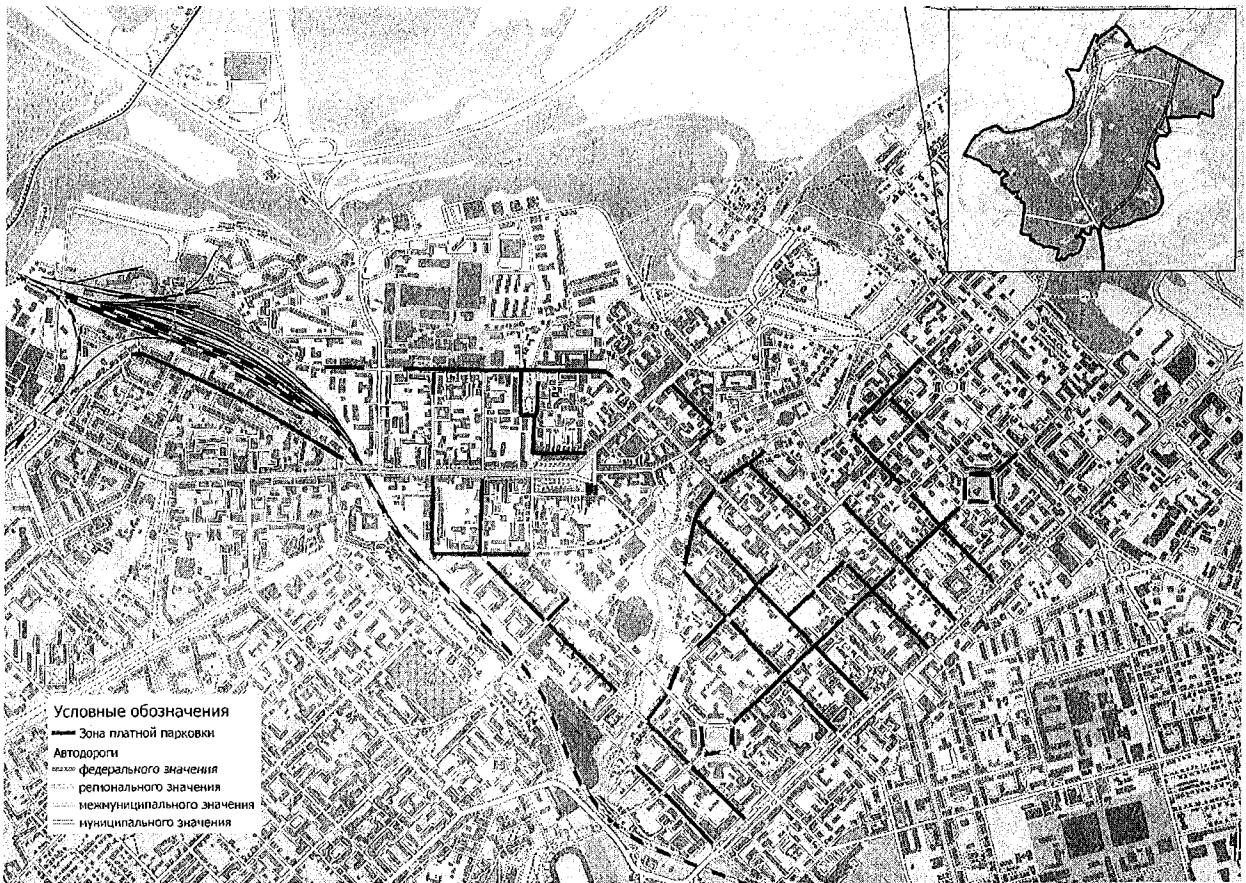 Условные обозначения
Зона платной парковки
Автодороги
федерального значения
регионального значения
межмуниципального значения
муниципального значения